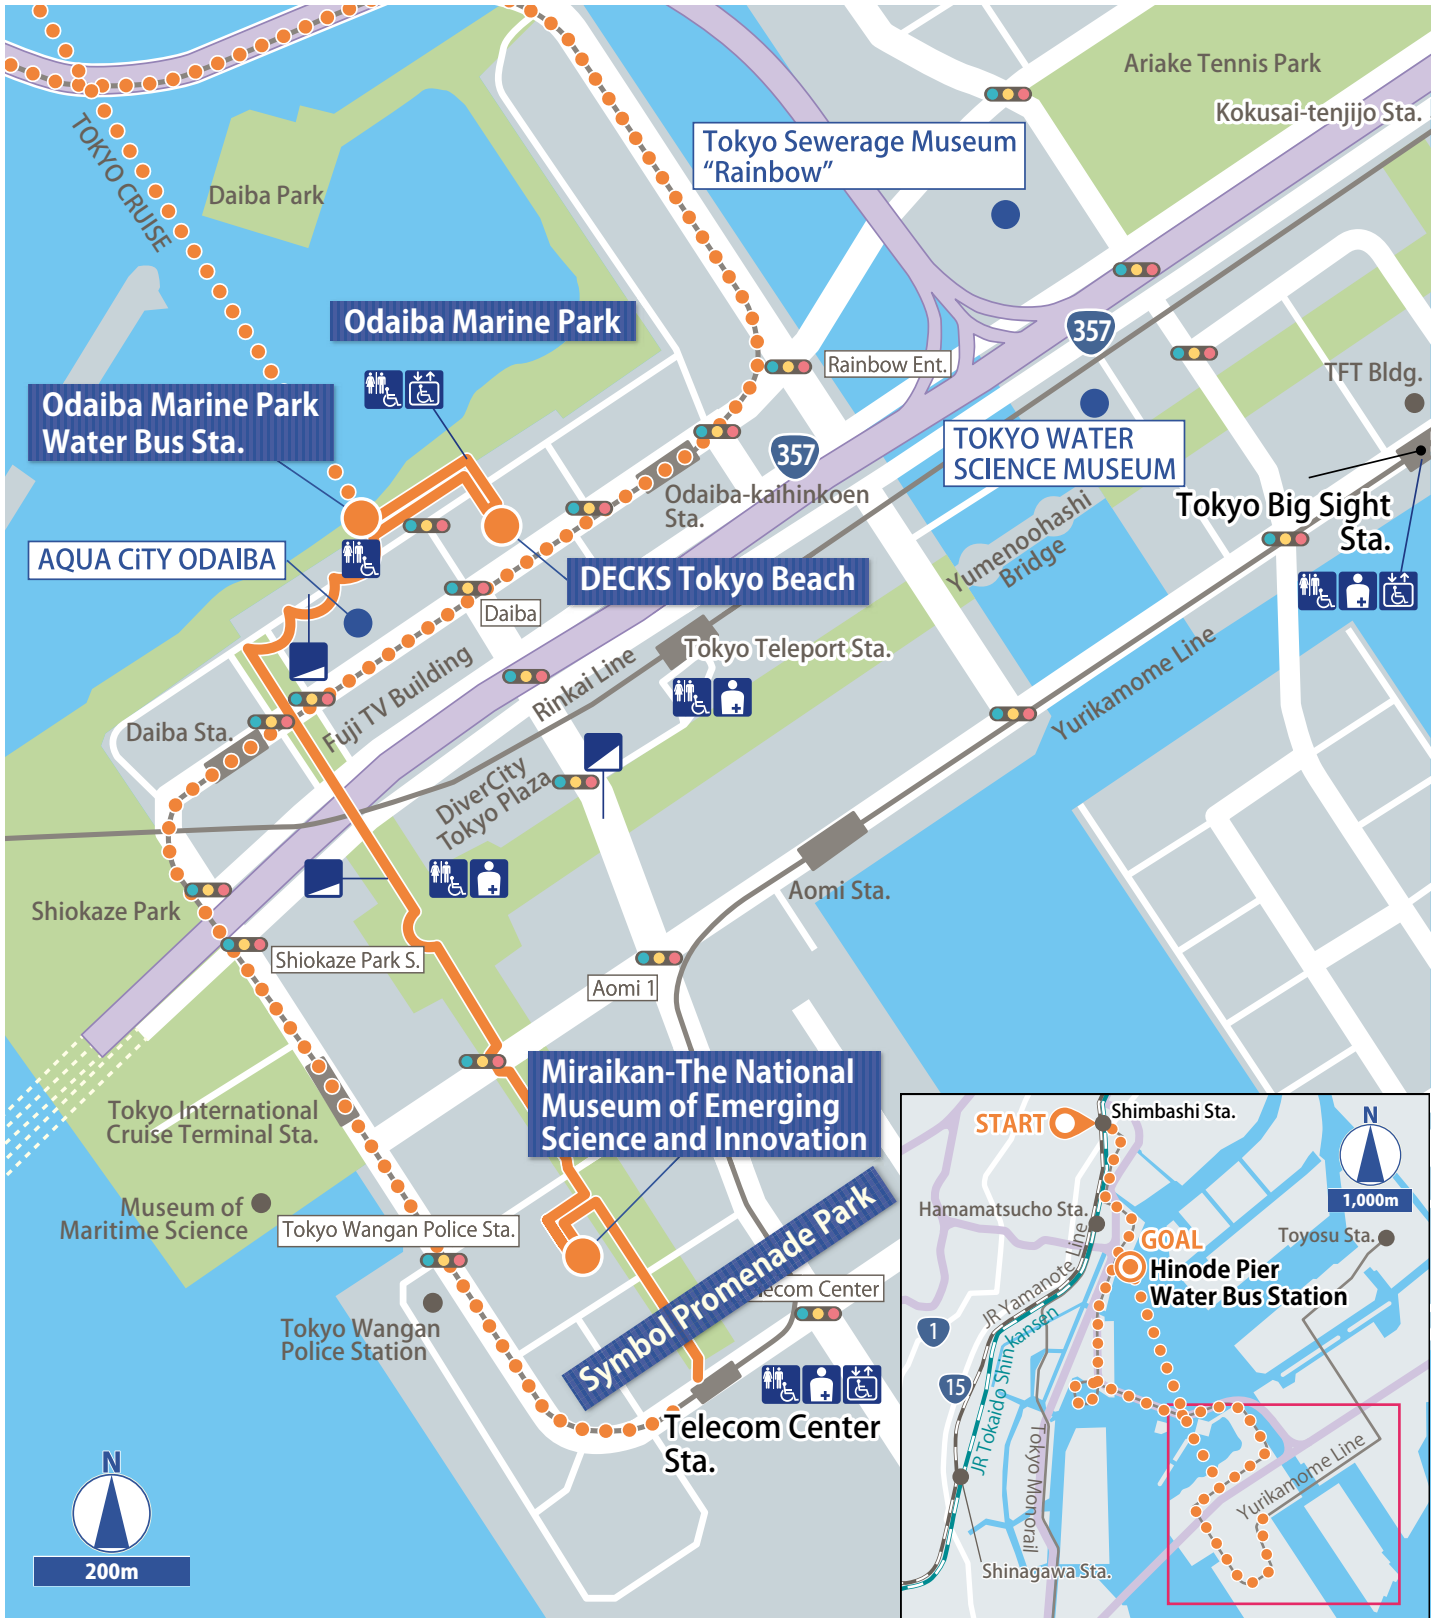 Ariake Tennis Park
Kokusai-tenjijo Sta.
Tokyo Sewerage Museum
“Rainbow”
TOKYO CRUISE
Daiba Park
Odaiba Marine Park
357
Rainbow Ent.
TFT Bldg.
Odaiba Marine Park
Water Bus Sta.
TOKYO WATER
SCIENCE MUSEUM
357
Odaiba-kaihinkoen
Sta.
Tokyo Big Sight
Sta.
Yumenoohashi
Bridge
AQUA CiTY ODAIBA
DECKS Tokyo Beach
Daiba
Tokyo Teleport Sta.
Yurikamome Line
Rinkai Line
Fuji TV Building
Daiba Sta.
DiverCity
Tokyo Plaza
Aomi Sta.
Shiokaze Park
Shiokaze Park S.
Aomi 1
Miraikan-The National
Museum of Emerging
Science and Innovation
Tokyo International
Cruise Terminal Sta.
Museum of
Maritime Science
Tokyo Wangan Police Sta.
Symbol Promenade Park
lecom Center
Tokyo Wangan
Police Station
Telecom Center
Sta.
N
200m
START
Shimbashi Sta.
N
1,000m
Hamamatsucho Sta.
GOAL
Toyosu Sta.
Hinode Pier
Water Bus Station
JR Yamanote Line
JR Tokaido Shinkansen
1
15
Tokyo Monorail
Yurikamome Line
Shinagawa Sta.